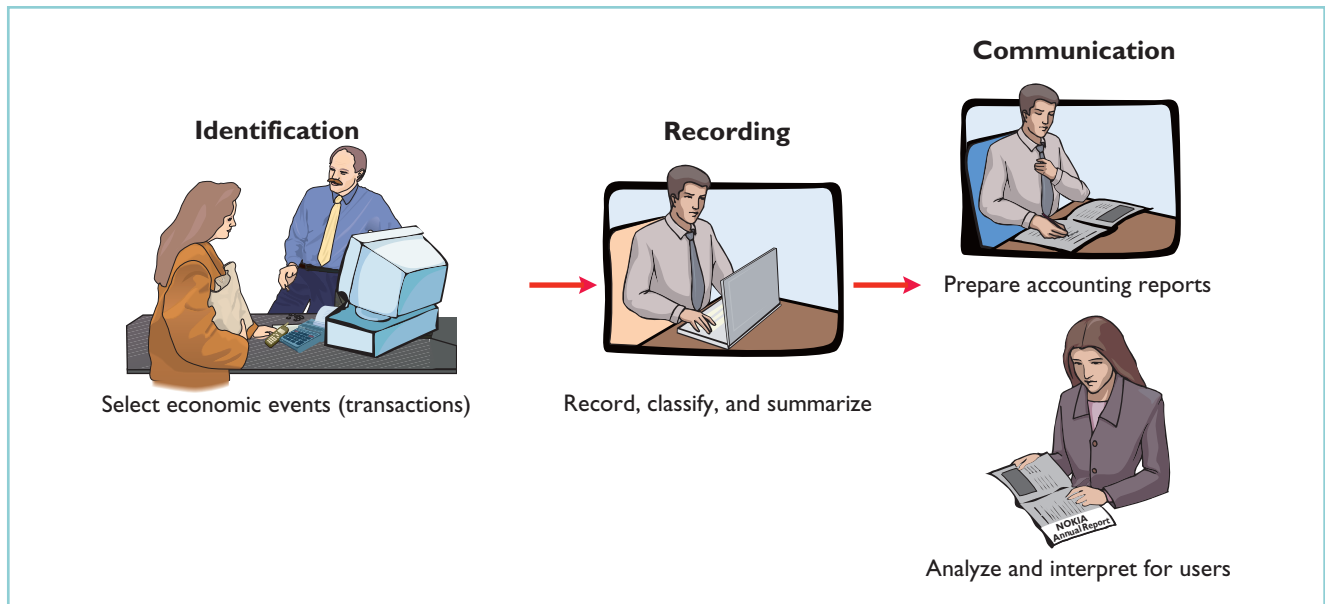 Identification
Select economic events (transactions)
Recording
Record, classify, and summarize
Communication
Prepare accounting reports
NOKIA
Annual Report
Analyze and interpret for users